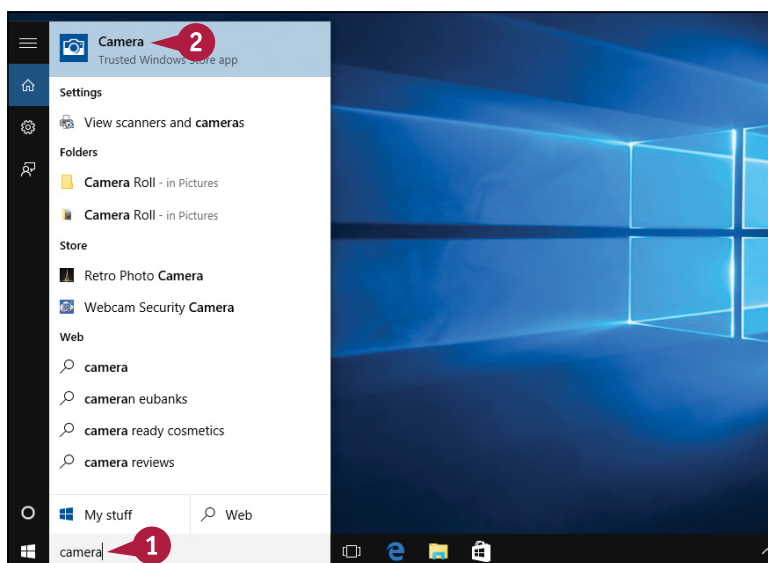 Camera
2
Trusted Windows Store app
Settings
View scanners and cameras
Folders
Camera Roll - in Pictures
Camera Roll - in Pictures
Store
Retro Photo Camera
Webcam Security Camera
Web
camera
cameran eubanks
camera ready cosmetics
camera reviews
My stuff
Web
camera
1